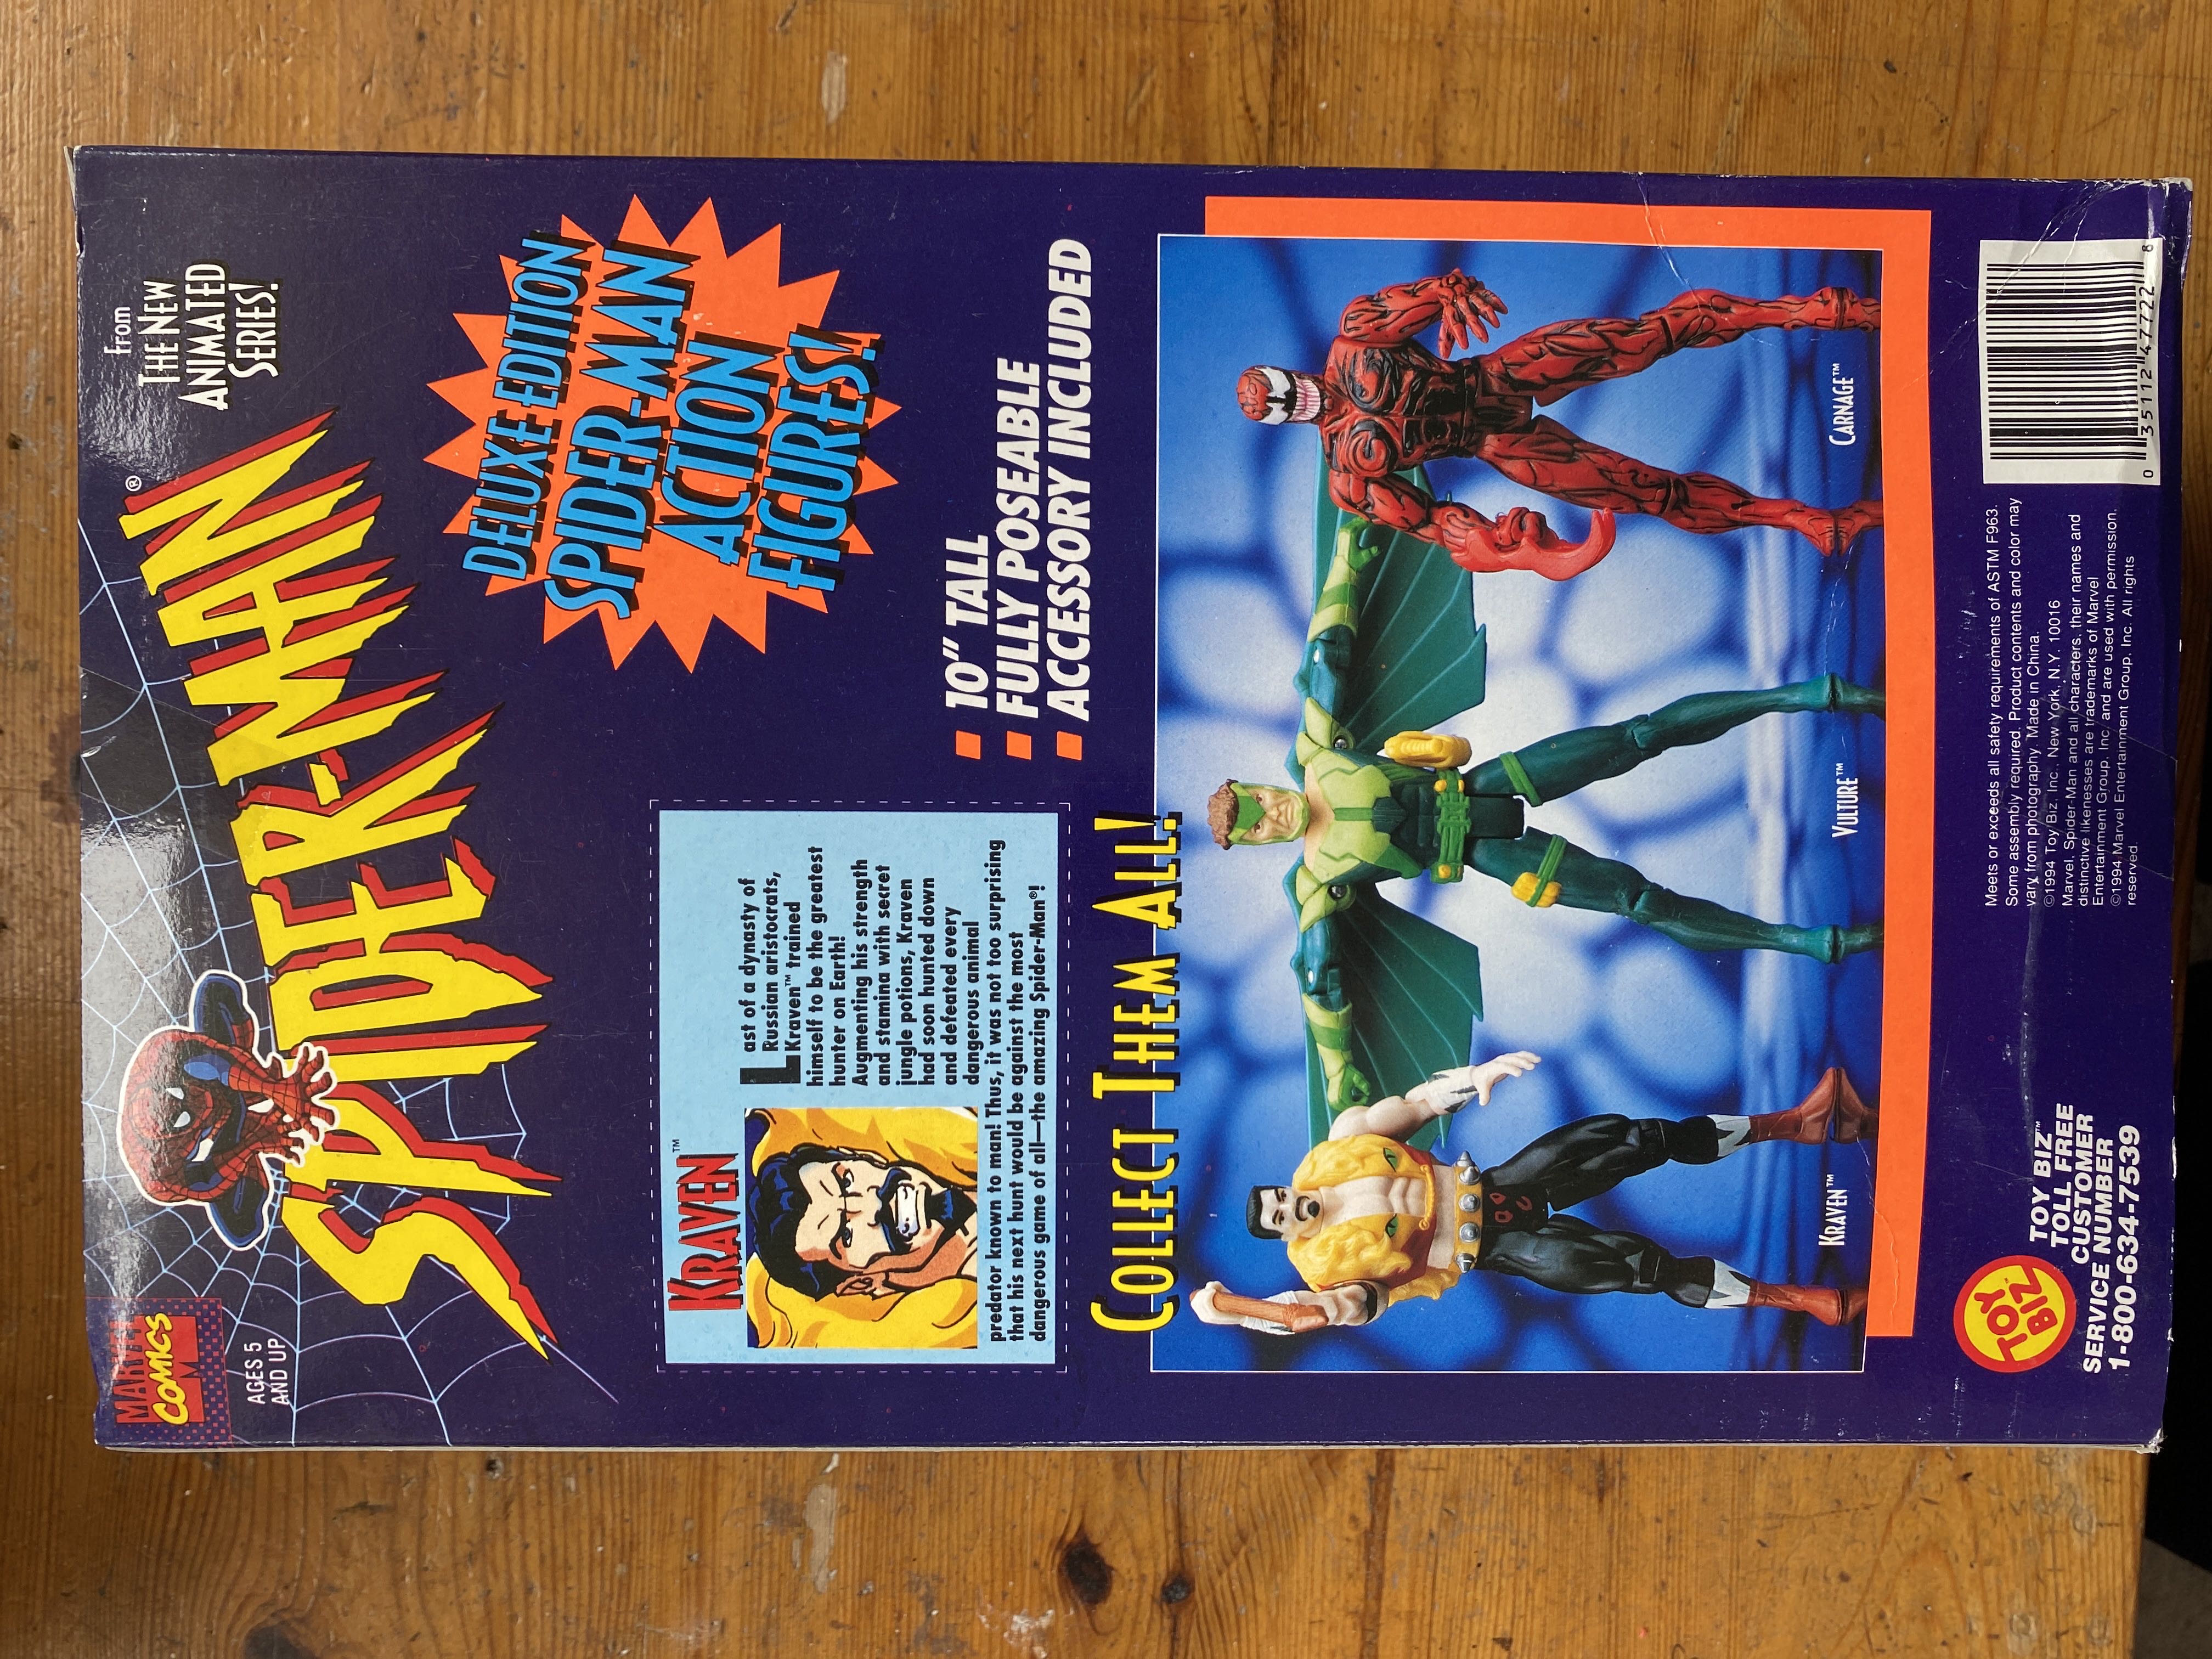 MARVEL
COMICS
AGES 5
AND UP
From
THE NEW
ANIMATED
SERIES!
SPIDER-MAN®
DELUXE EDITION
SPIDER-MAN
ACTION
FIGURES!
KRAVEN™
Last of a dynasty of
Russian aristocrats,
Kraven™ trained
himself to be the greatest
hunter on Earth!
Augmenting his strength
and stamina with secret
jungle potions, Kraven
had soon hunted down
and defeated every
dangerous animal
predator known to man! Thus, it was not too surprising
that his next hunt would be against the most
dangerous game of all—the amazing Spider-Man®!
10" TALL
FULLY POSEABLE
ACCESSORY INCLUDED
COLLECT THEM ALL!
KRAVEN™
VULTURE™
CARNAGE™
TOY BIZ
TOY BIZ™
TOLL FREE
CUSTOMER
SERVICE NUMBER
1-800-634-7539
Meets or exceeds all safety requirements of ASTM F963.
Some assembly required. Product contents and color may
vary from photography. Made in China.
©1994 Toy Biz, Inc., New York, N.Y. 10016
Marvel, Spider-Man and all characters, their names and
distinctive likenesses are trademarks of Marvel
Entertainment Group, Inc. and are used with permission.
©1994 Marvel Entertainment Group, Inc. All rights
reserved.
0 35112 47722 8